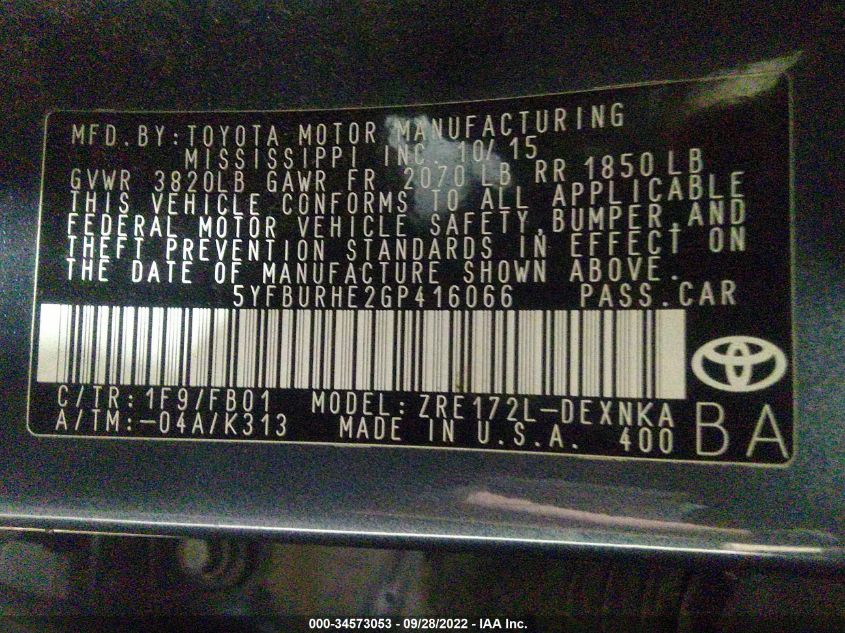 MFD.BY:TOYOTA MOTOR MANUFACTURING
MISSISSIPPI INC. 10/15
GVWR 3820LB GAWR FR 2070 LB RR 1850 LB
THIS VEHICLE CONFORMS TO ALL APPLICABLE
FEDERAL MOTOR VEHICLE SAFETY,BUMPER,AND
THEFT PREVENTION STANDARDS IN EFFECT ON
THE DATE OF MANUFACTURE SHOWN ABOVE.
5YFBURHE2GP416066 PASS.CAR
C/TR:1F9/FB01 MODEL:ZRE172L-DEXNKA
A/TM:-04A/K313 MADE IN U.S.A. 400
BA
000-34573053 / 09/28/2022 - IAA Inc.